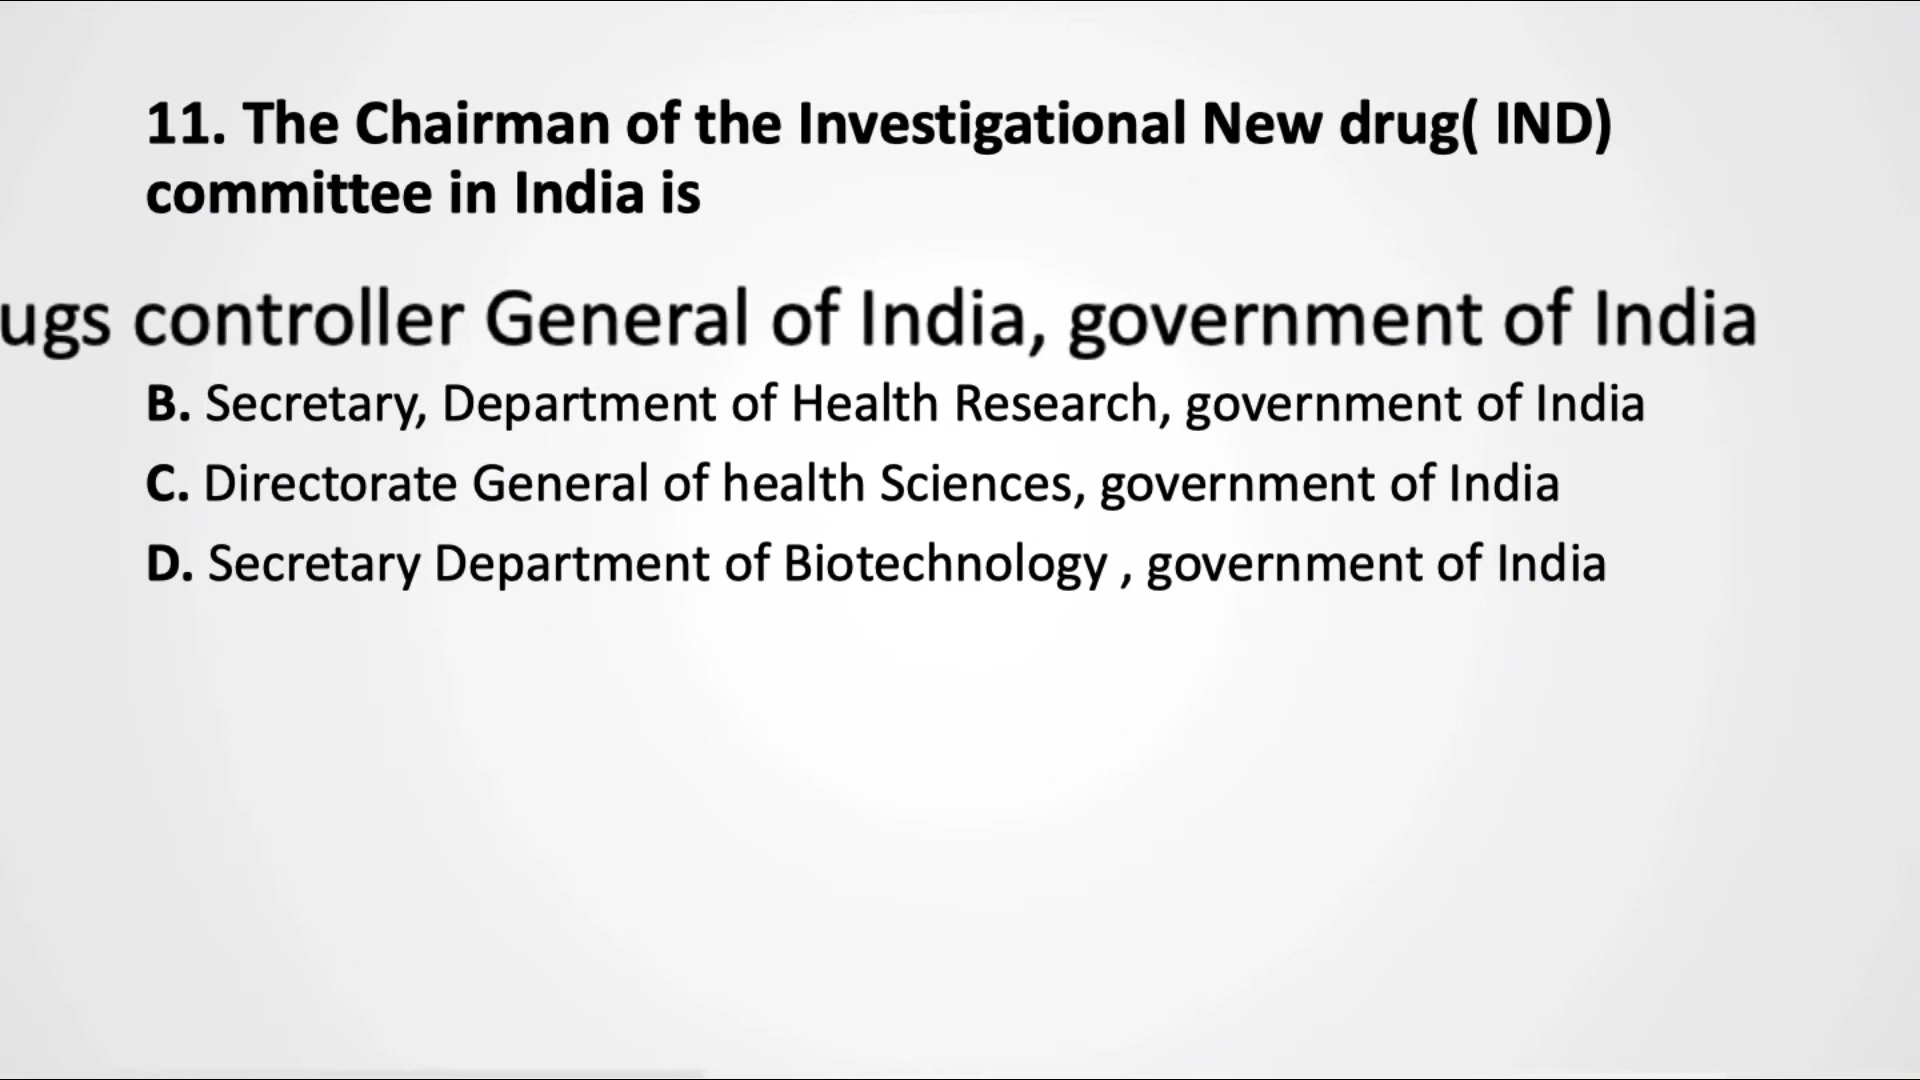 11. The Chairman of the Investigational New drug( IND)
committee in India is
controller General of India, government of India
B. Secretary, Department of Health Research, government of India
C. Directorate General of health Sciences, government of India
D. Secretary Department of Biotechnology , government of India